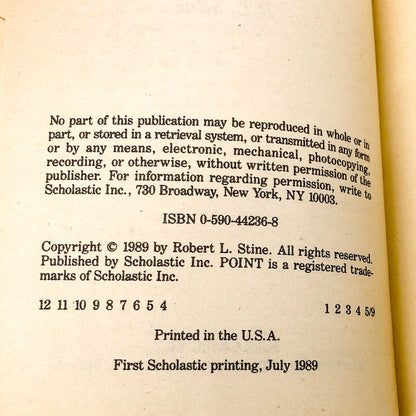 No part of this publication may be reproduced in whole or in
part, or stored in a retrieval system, or transmitted in any form
or by any means, electronic, mechanical, photocopying,
recording, or otherwise, without written permission of the
publisher. For information regarding permission, write to
Scholastic Inc., 730 Broadway, New York, NY 10003.
ISBN 0-590-44236-8
Copyright © 1989 by Robert L. Stine. All rights reserved.
Published by Scholastic Inc. POINT is a registered trade-
marks of Scholastic Inc.
12 11 10 9 8 7 6 5 4 1 2 3 4 5/9
Printed in the U.S.A.
First Scholastic printing, July 1989